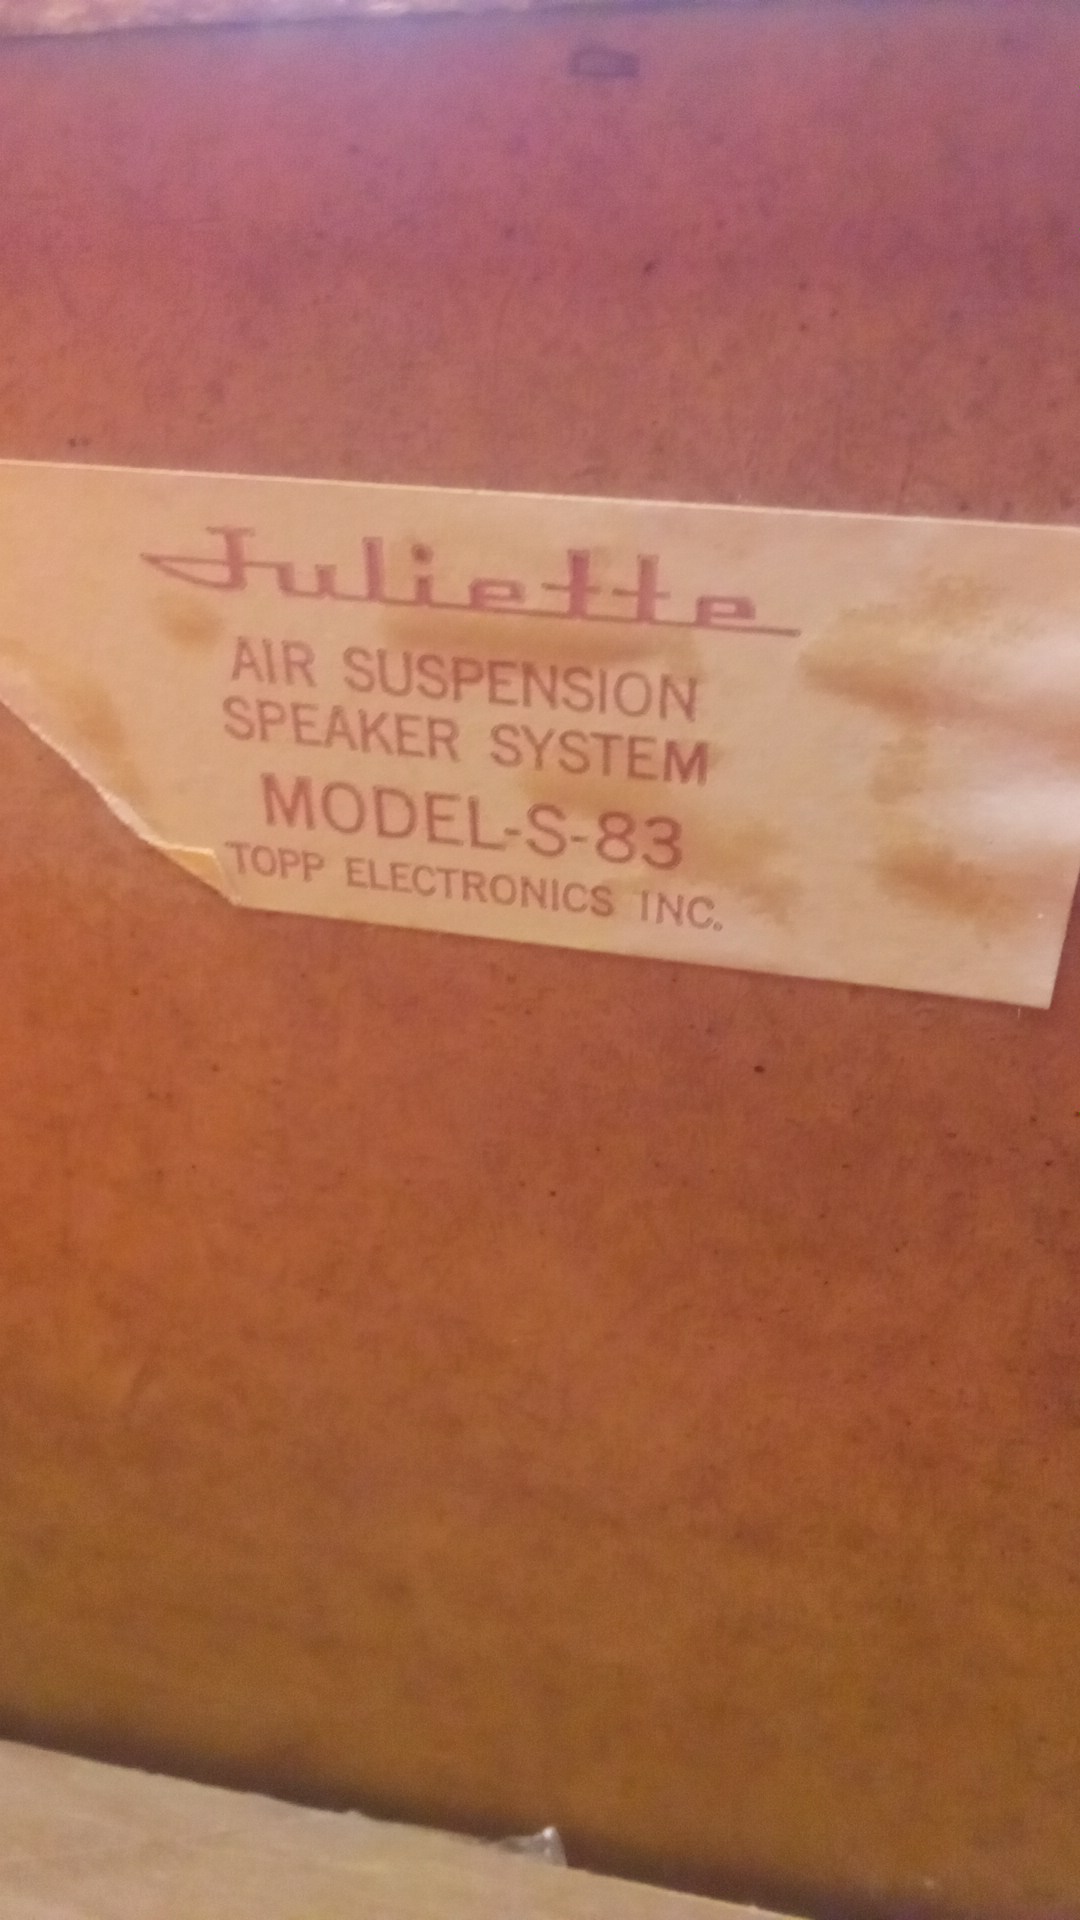 Juliette
AIR SUSPENSION
SPEAKER SYSTEM
MODEL-S-83
TOPP ELECTRONICS INC.